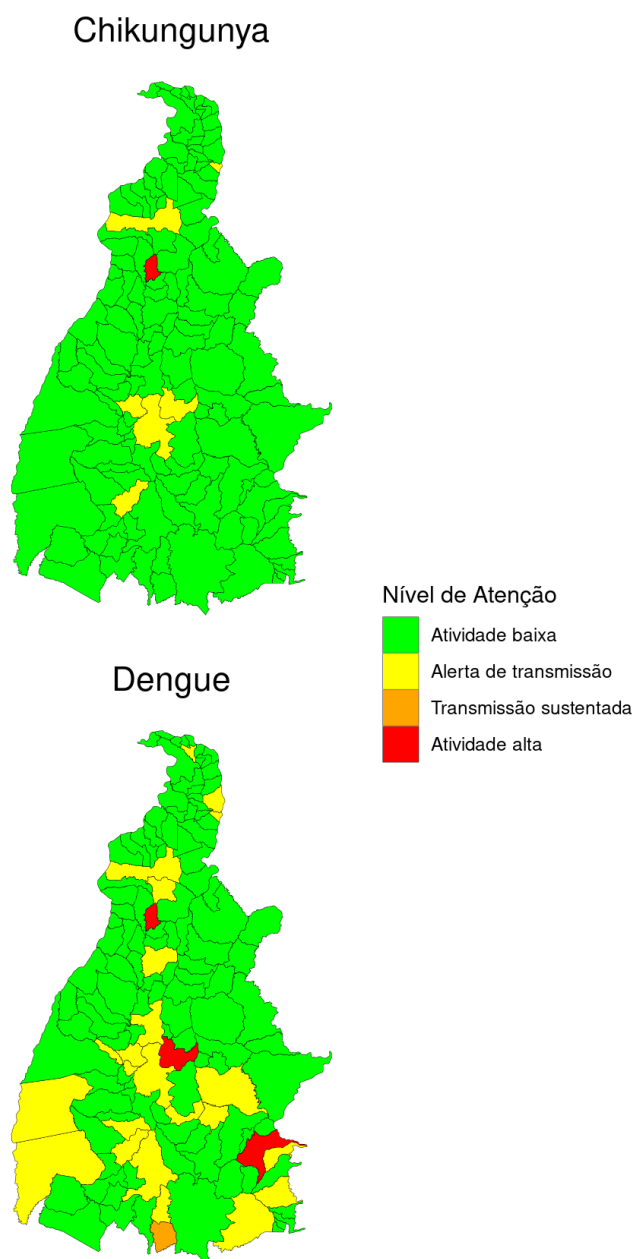 Chikungunya
Nível de Atenção
Atividade baixa
Alerta de transmissão
Transmissão sustentada
Atividade alta
Dengue